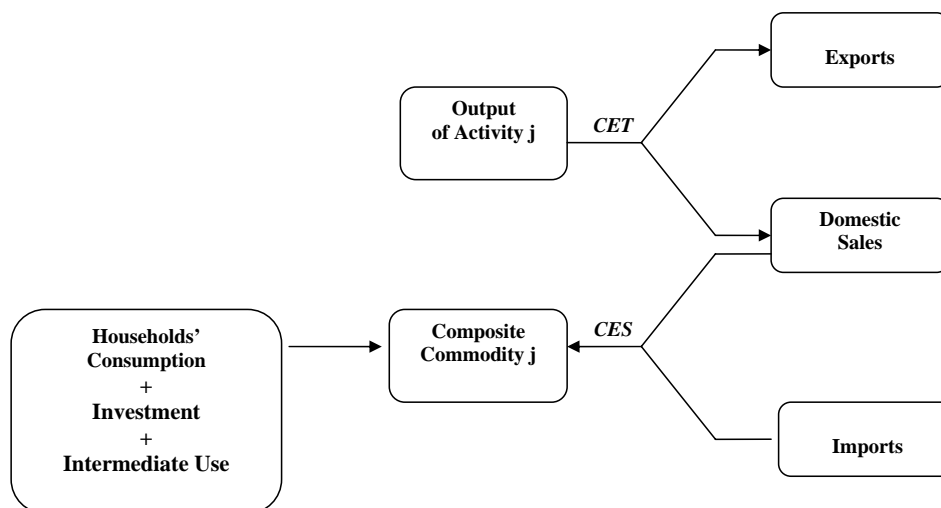 Exports
Output
of Activity j
CET
Domestic
Sales
Households’
Consumption
+
Investment
+
Intermediate Use
Composite
Commodity j
CES
Imports